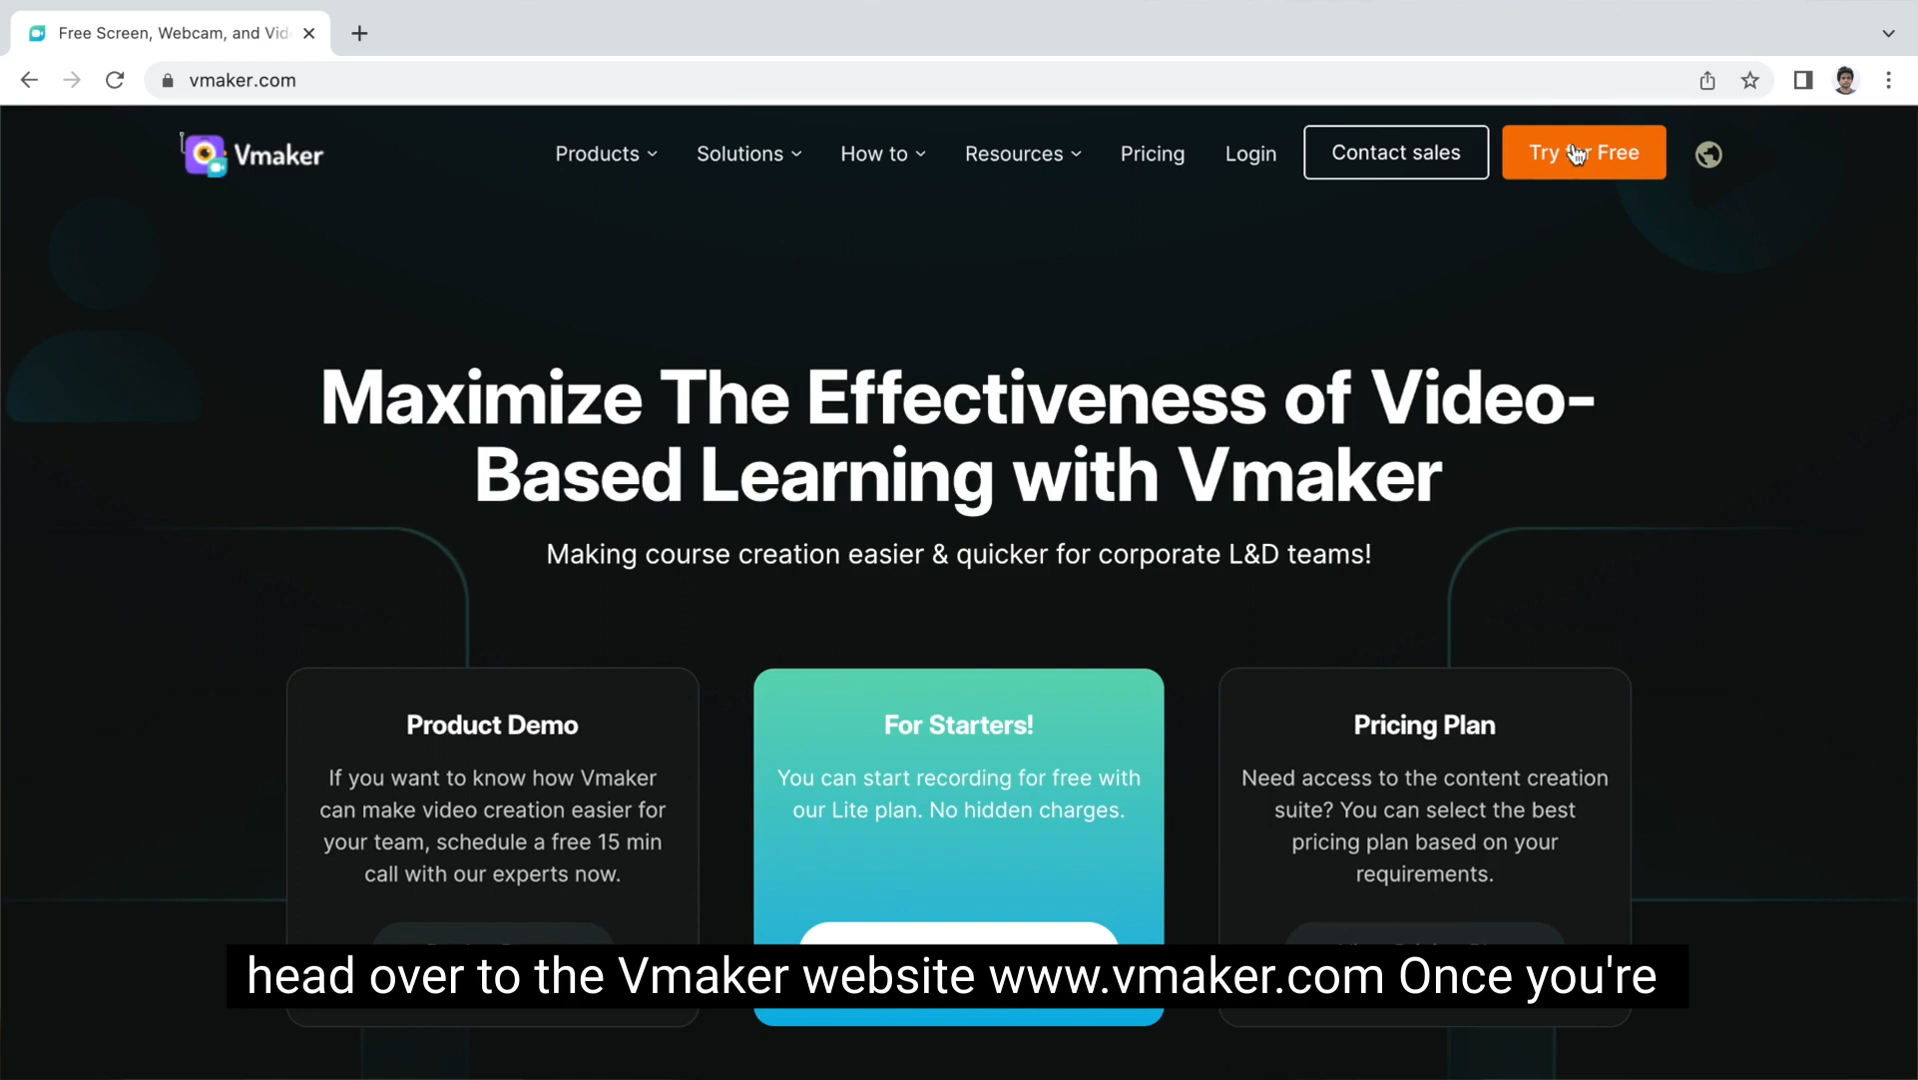 Free Screen, Webcam, and Vid
vmaker.com
Vmaker
Products
Solutions
How to
Resources
Pricing
Login
Contact sales
Try for Free
Maximize The Effectiveness of Video-
Based Learning with Vmaker
Making course creation easier & quicker for corporate L&D teams!
Product Demo
If you want to know how Vmaker
can make video creation easier for
your team, schedule a free 15 min
call with our experts now.
For Starters!
You can start recording for free with
our Lite plan. No hidden charges.
Pricing Plan
Need access to the content creation
suite? You can select the best
pricing plan based on your
requirements.
head over to the Vmaker website www.vmaker.com Once you're